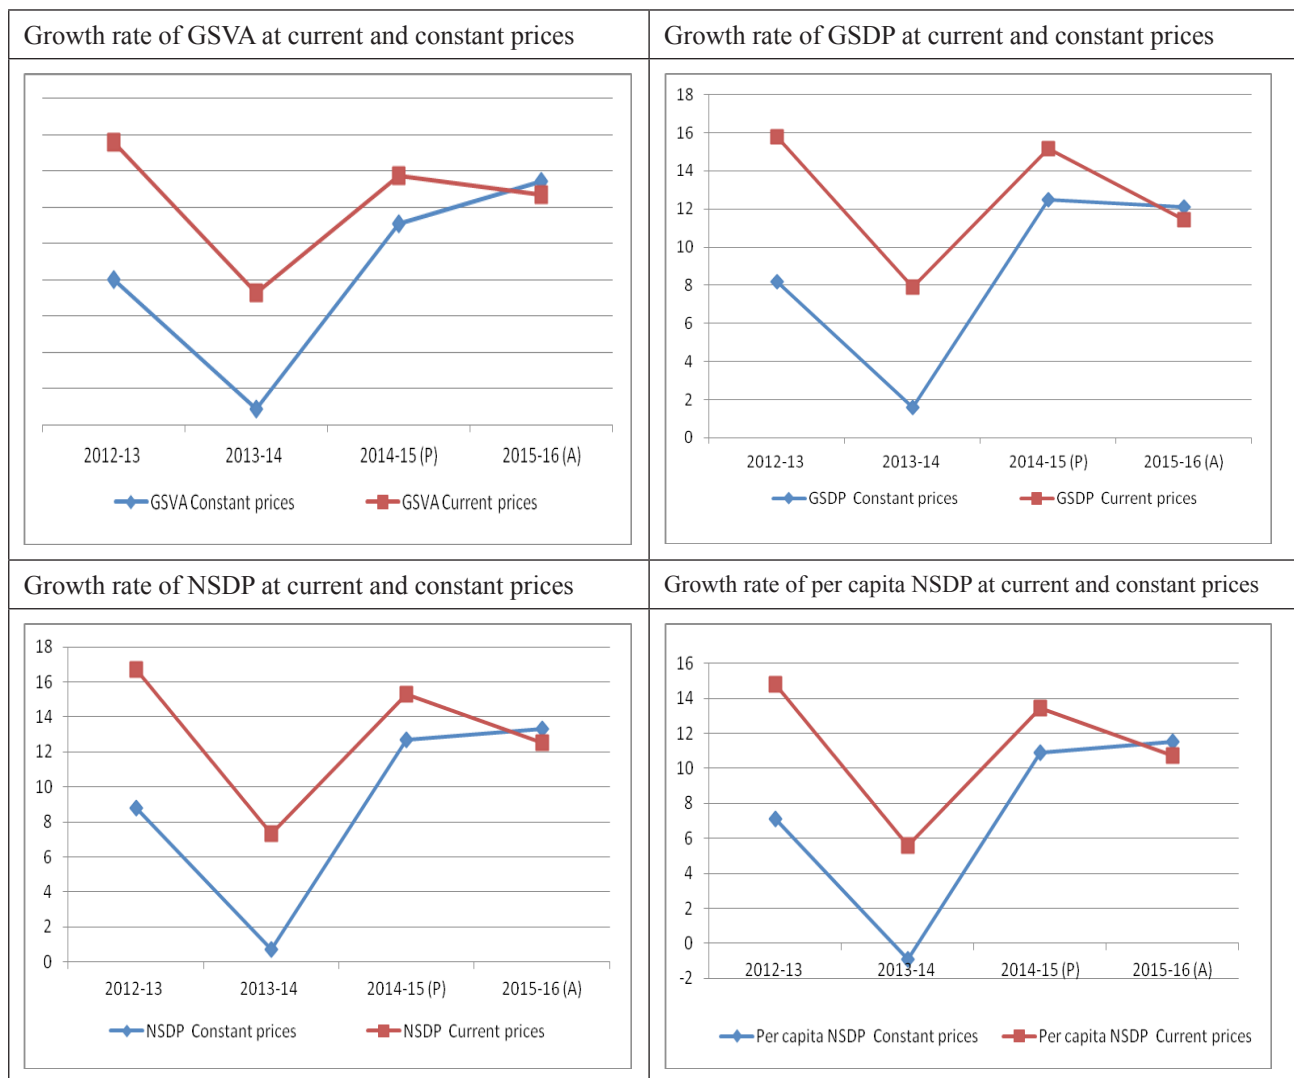 Growth rate of GSVA at current and constant prices
2012-13 2013-14 2014-15 (P) 2015-16 (A)
GSVA Constant prices GSVA Current prices
Growth rate of GSDP at current and constant prices
18
16
14
12
10
8
6
4
2
0
2012-13 2013-14 2014-15 (P) 2015-16 (A)
GSDP Constant prices GSDP Current prices
Growth rate of NSDP at current and constant prices
18
16
14
12
10
8
6
4
2
0
2012-13 2013-14 2014-15 (P) 2015-16 (A)
NSDP Constant prices NSDP Current prices
Growth rate of per capita NSDP at current and constant prices
16
14
12
10
8
6
4
2
0
-2
2012-13 2013-14 2014-15 (P) 2015-16 (A)
Per capita NSDP Constant prices Per capita NSDP Current prices